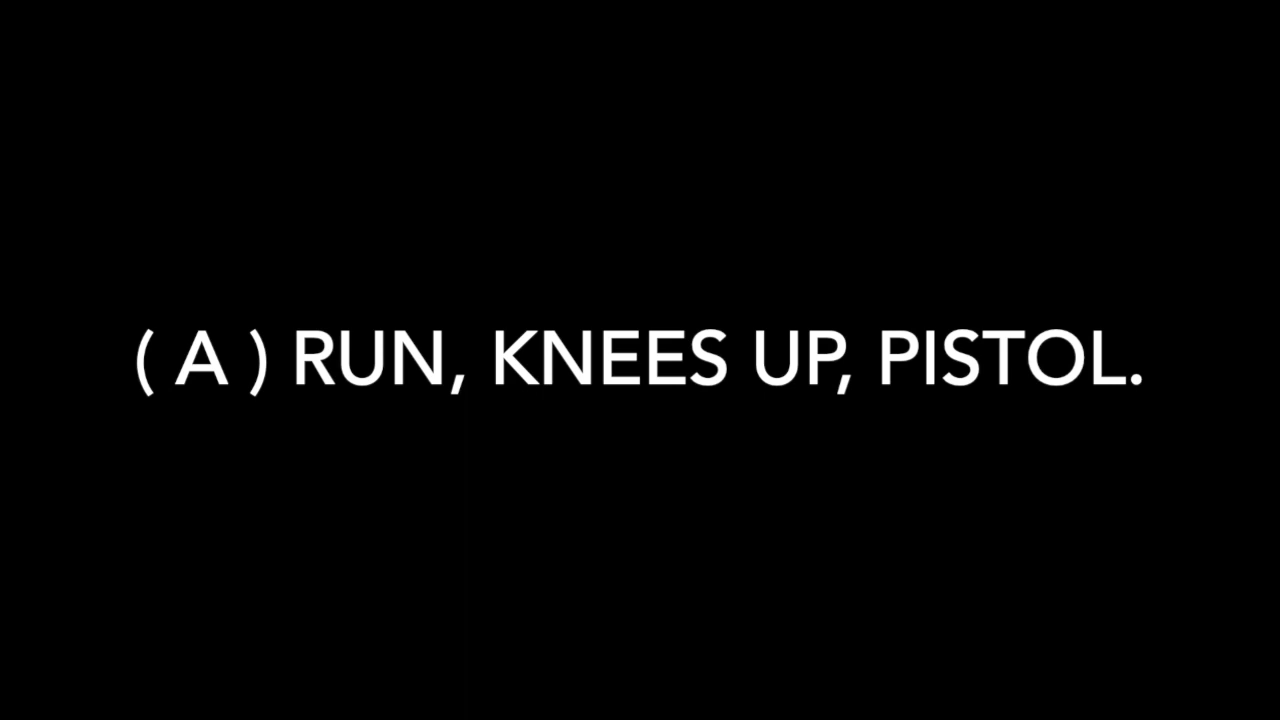 ( A ) RUN, KNEES UP, PISTOL.